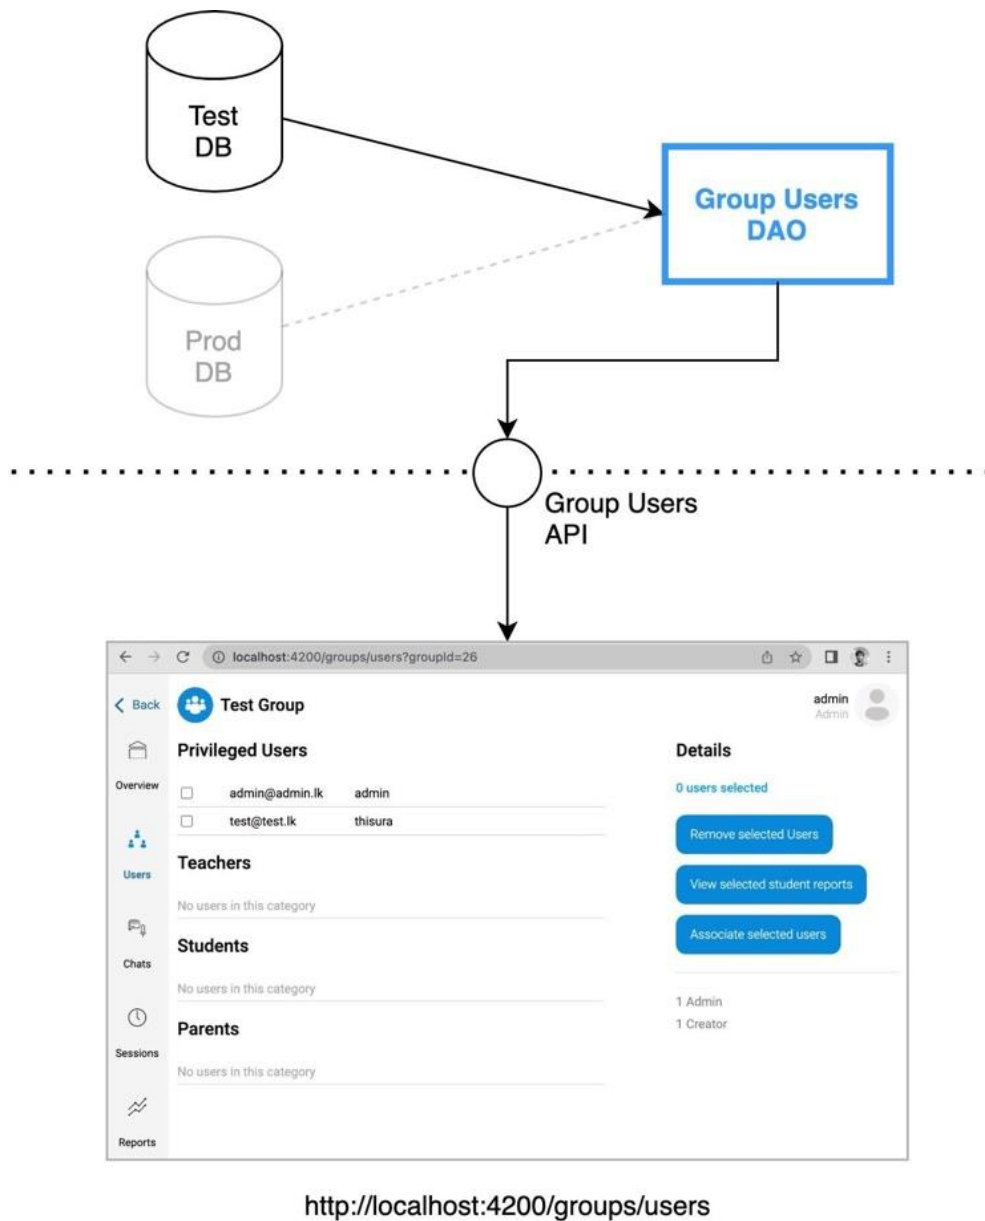 Test
DB
Group Users
DAO
Prod
DB
Group Users
API
localhost:4200/groups/users?groupId=26
Back
Test Group
admin
Admin
Overview
Users
Chats
Sessions
Reports
Privileged Users
admin@admin.lk admin
test@test.lk thisura
Teachers
No users in this category
Students
No users in this category
Parents
No users in this category
Details
0 users selected
Remove selected Users
View selected student reports
Associate selected users
1 Admin
1 Creator
http://localhost:4200/groups/users